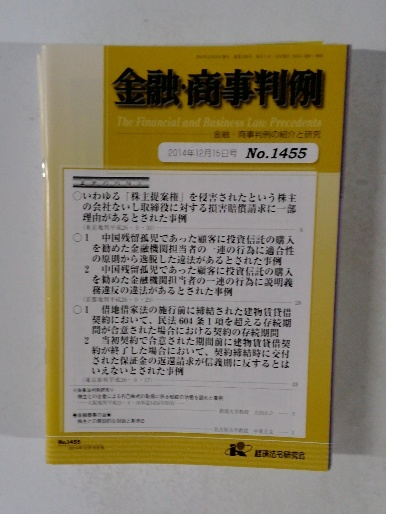 金融・商事判例
The Financial and Business Law Precedents
金融・商事判例の紹介と研究
2014年12月15日号 No.1455
○いわゆる「株主提案権」を侵害されたという株主
の会社ないし取締役に対する損害賠償請求に一部
理由があるとされた事例
○1 中国残留孤児であった顧客に投資信託の購入
を勧めた金融機関担当者の一連の行為に適合性
の原則から逸脱した違法があるとされた事例
2 中国残留孤児であった顧客に投資信託の購入
を勧めた金融機関担当者の一連の行為に説明義
務違反の違法があるとされた事例
○1 借地借家法の施行前に締結された建物賃貸借
契約において、民法604条1項を超える存続期
間が合意された場合における契約の存続期間
2 当初契約で合意された期間前に建物賃貸借契
約が終了した場合において、契約締結時に交付
された保証金の返還請求が信義則に反するとは
いえないとされた事例
No.1455
経済法令研究会